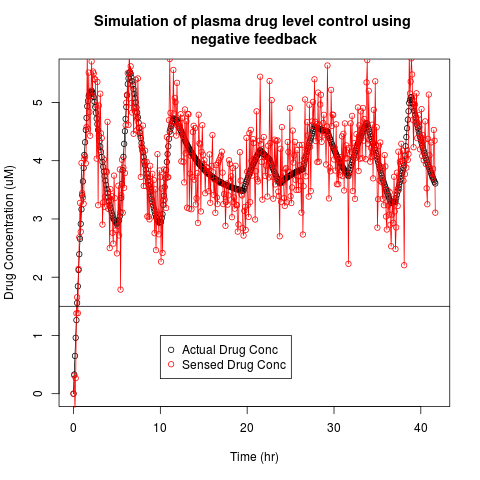 Simulation of plasma drug level control using
negative feedback
Drug Concentration (uM)
5
4
3
2
1
0
Actual Drug Conc
Sensed Drug Conc
0 10 20 30 40
Time (hr)